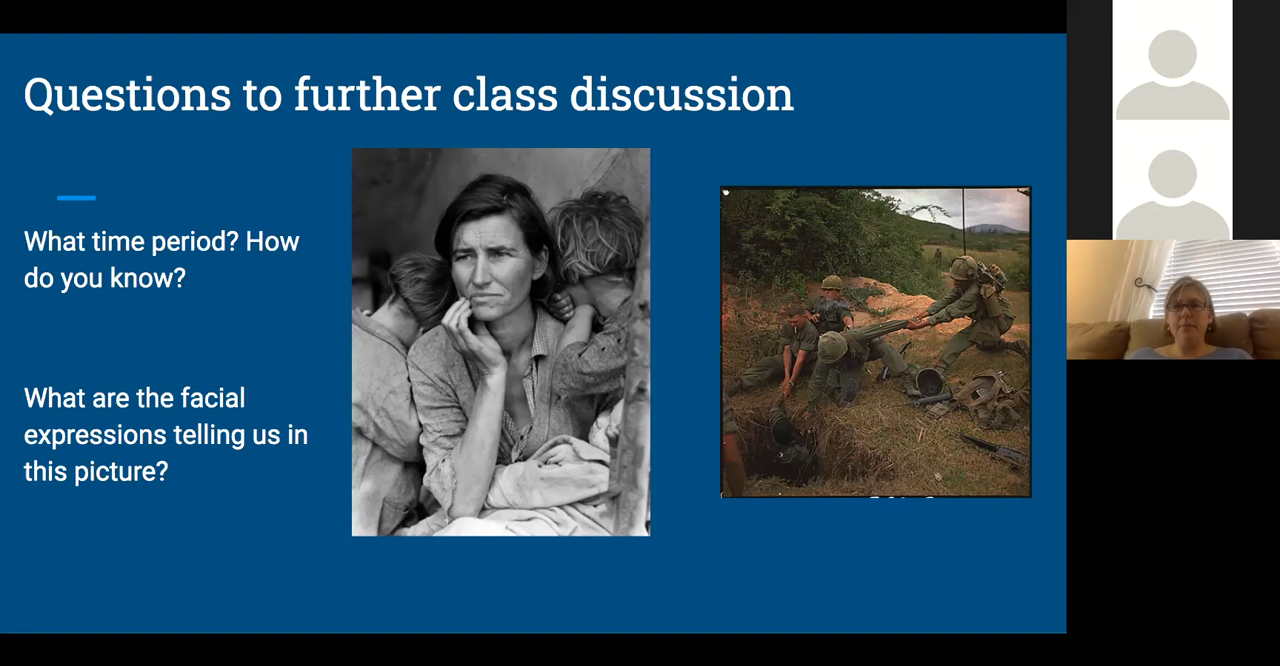 Questions to further class discussion
What time period? How
do you know?
What are the facial
expressions telling us in
this picture?